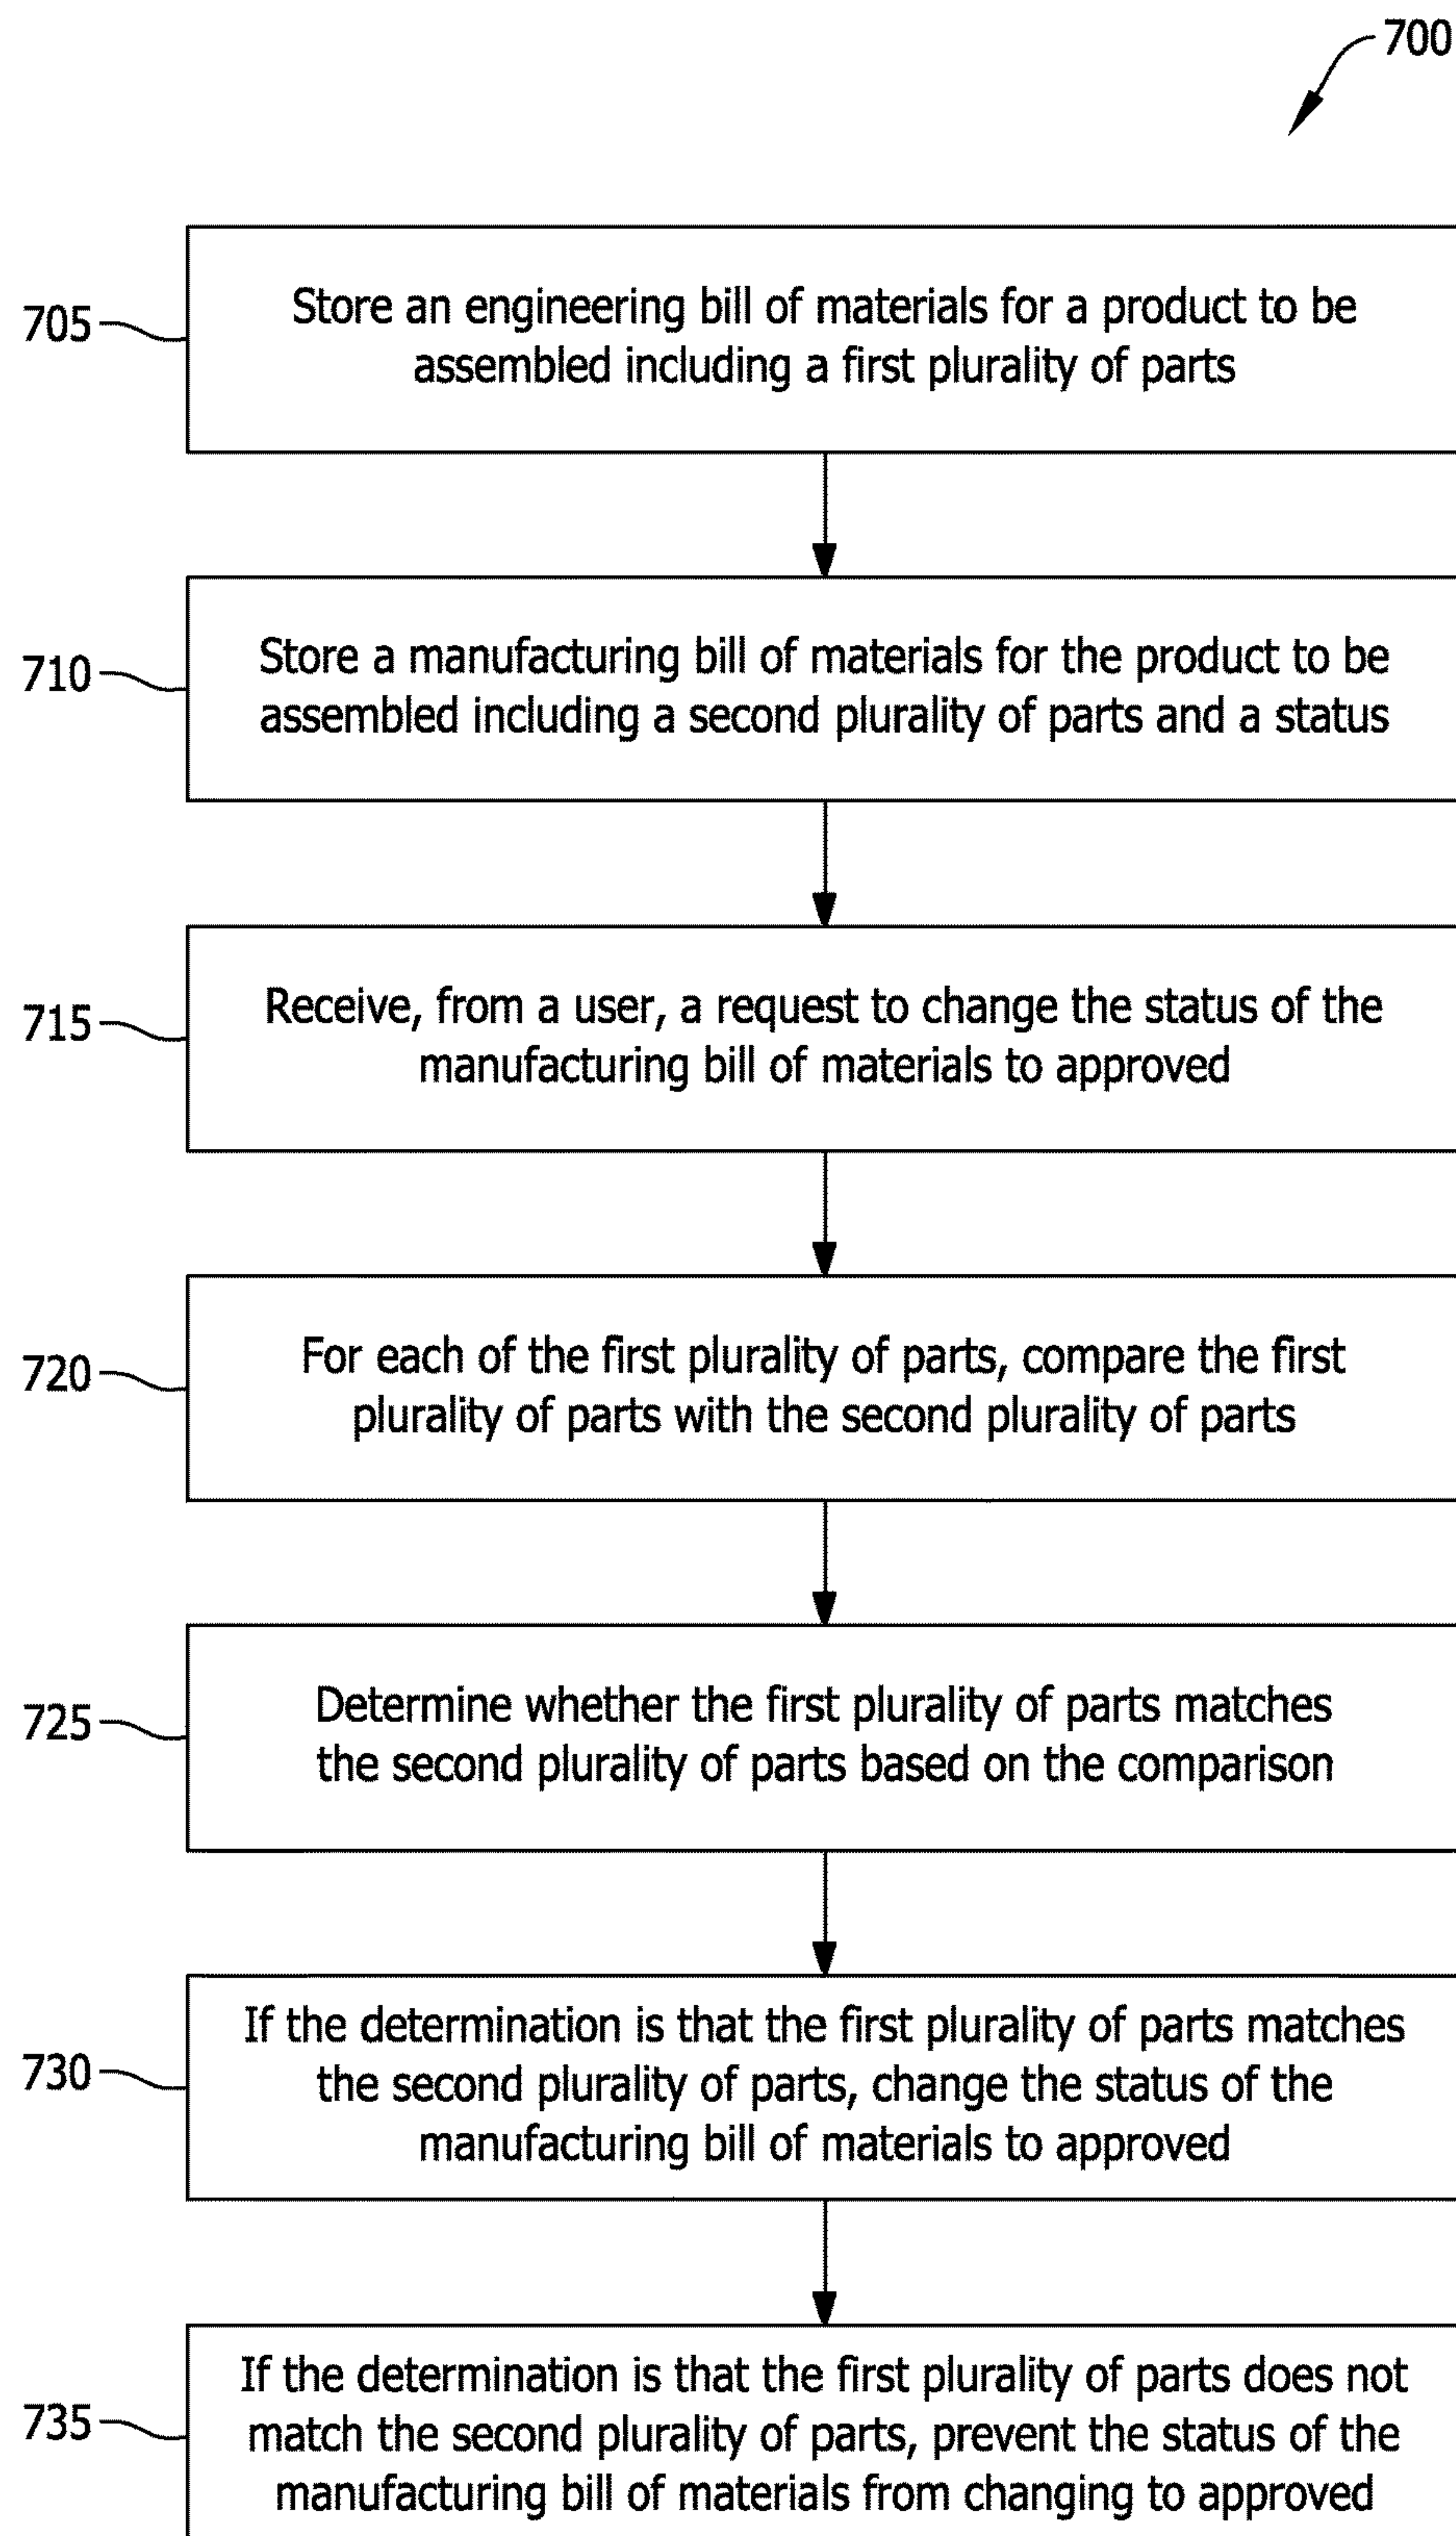 700
705
Store an engineering bill of materials for a product to be
assembled including a first plurality of parts
710
Store a manufacturing bill of materials for the product to be
assembled including a second plurality of parts and a status
715
Receive, from a user, a request to change the status of the
manufacturing bill of materials to approved
720
For each of the first plurality of parts, compare the first
plurality of parts with the second plurality of parts
725
Determine whether the first plurality of parts matches
the second plurality of parts based on the comparison
730
If the determination is that the first plurality of parts matches
the second plurality of parts, change the status of the
manufacturing bill of materials to approved
735
If the determination is that the first plurality of parts does not
match the second plurality of parts, prevent the status of the
manufacturing bill of materials from changing to approved